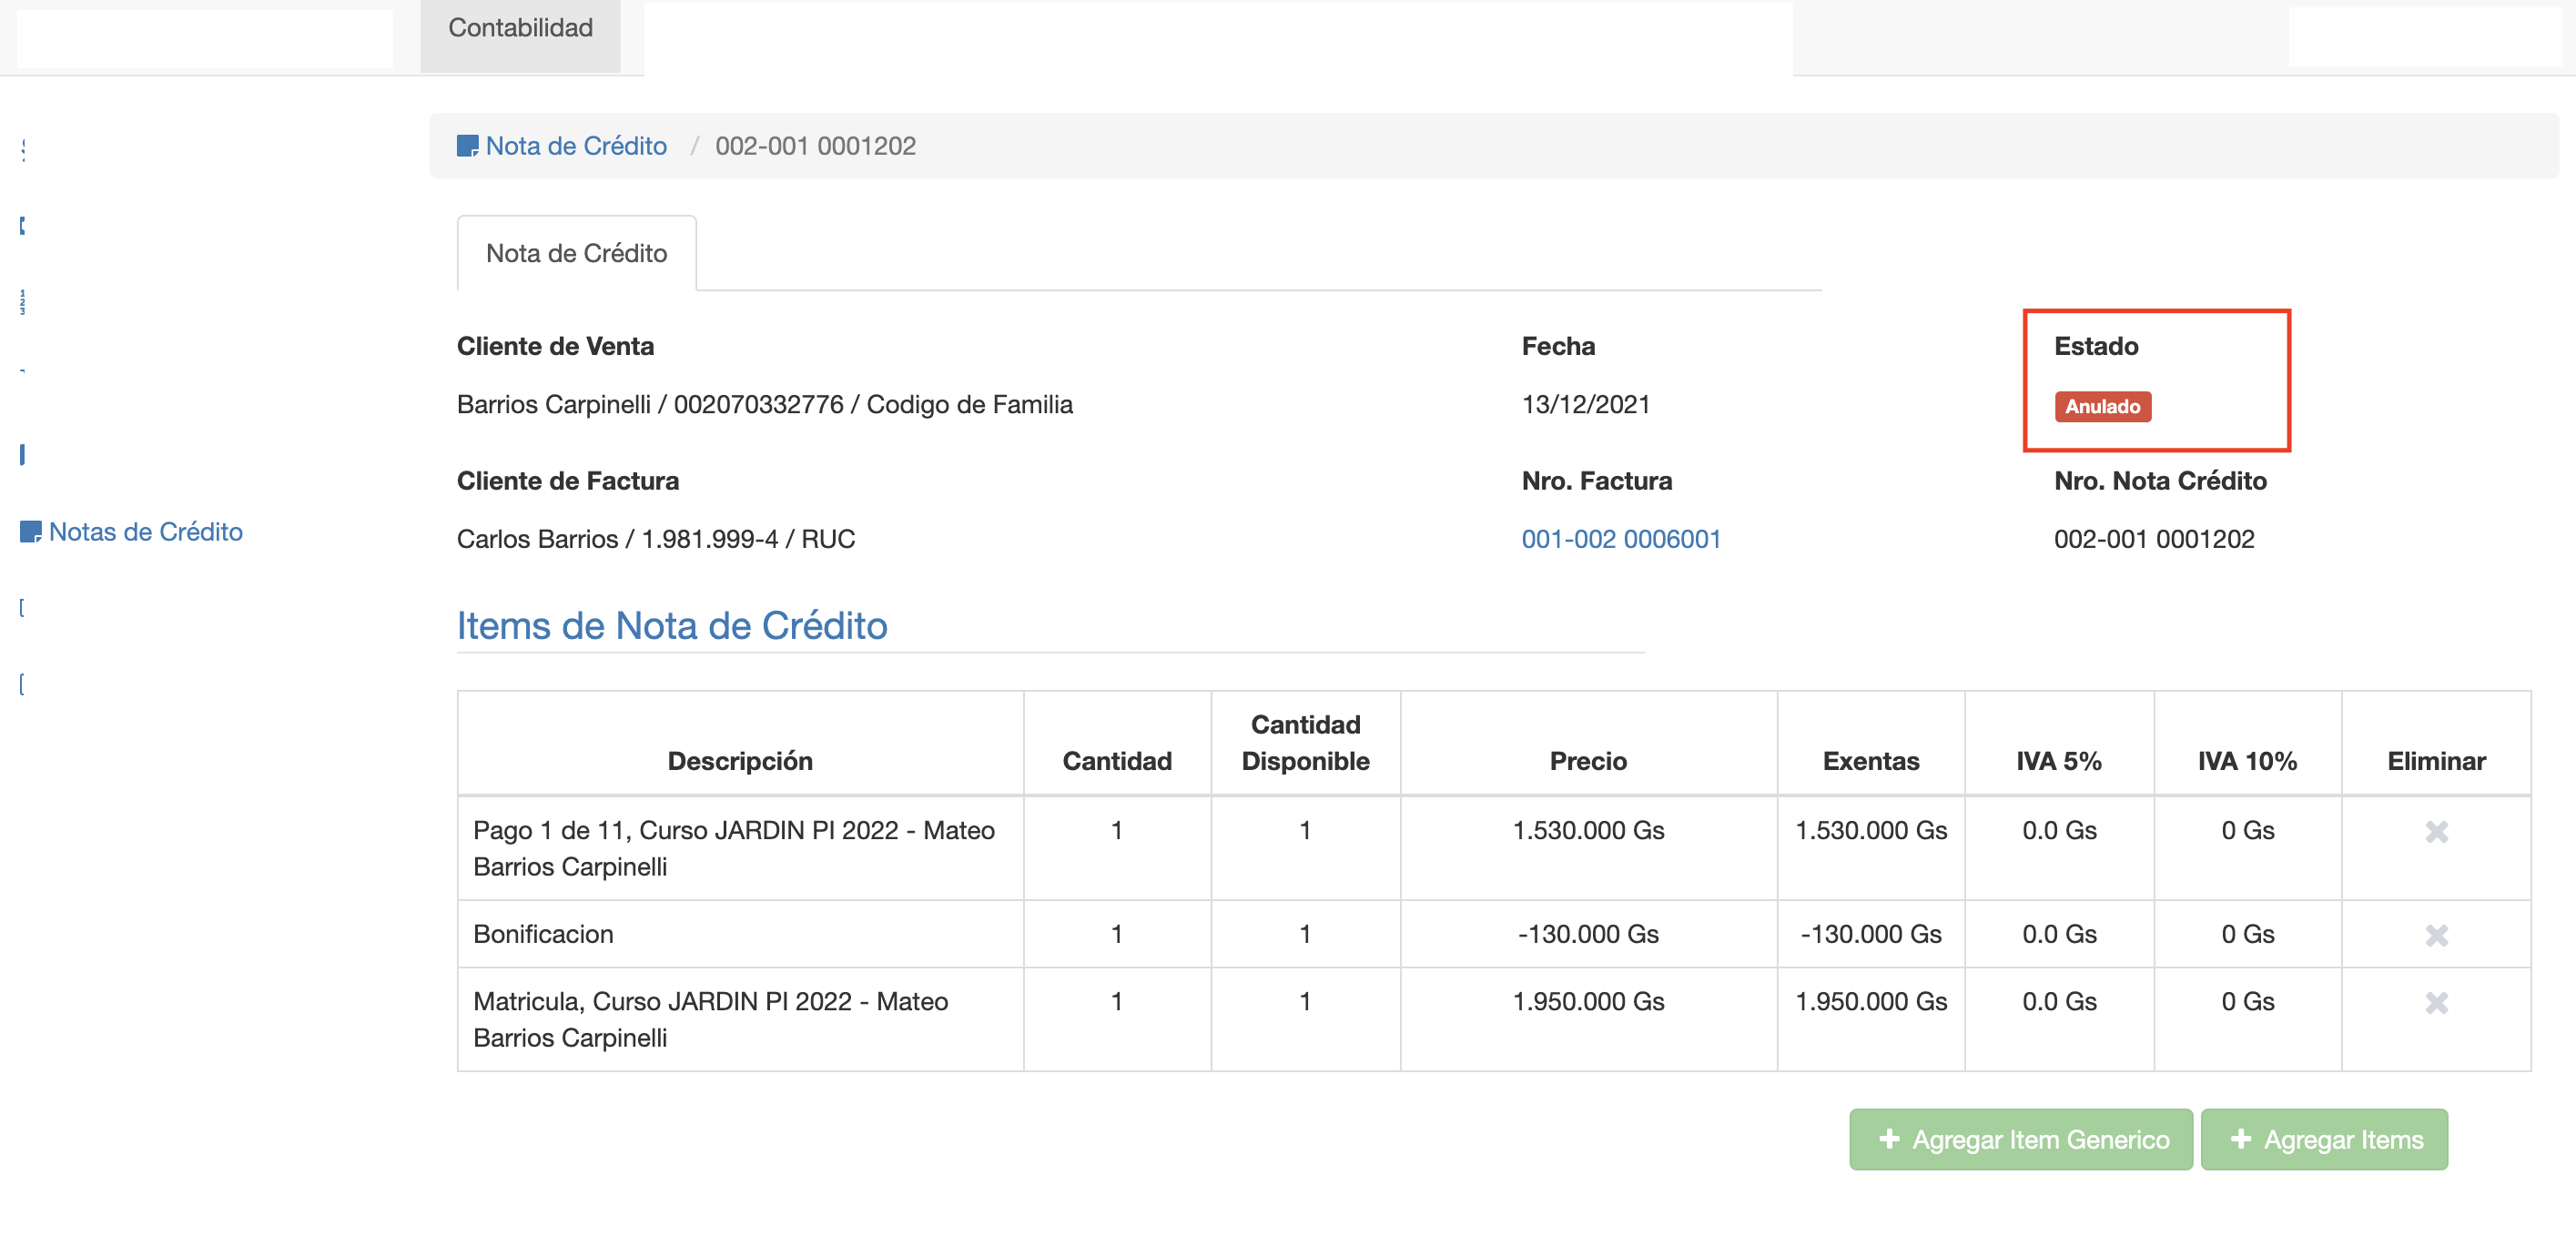 Contabilidad
Nota de Crédito / 002-001 0001202
Nota de Crédito
Cliente de Venta
Fecha
Estado
Barrios Carpinelli / 002070332776 / Codigo de Familia
13/12/2021
Anulado
Cliente de Factura
Nro. Factura
Nro. Nota Crédito
Notas de Crédito
Carlos Barrios / 1.981.999-4 / RUC
001-002 0006001
002-001 0001202
Items de Nota de Crédito
Descripción
Cantidad
Cantidad
Disponible
Precio
Exentas
IVA 5%
IVA 10%
Eliminar
Pago 1 de 11, Curso JARDIN PI 2022 - Mateo
Barrios Carpinelli
1
1
1.530.000 Gs
1.530.000 Gs
0.0 Gs
0 Gs
Bonificacion
1
1
-130.000 Gs
-130.000 Gs
0.0 Gs
0 Gs
Matricula, Curso JARDIN PI 2022 - Mateo
Barrios Carpinelli
1
1
1.950.000 Gs
1.950.000 Gs
0.0 Gs
0 Gs
Agregar Item Generico
Agregar Items